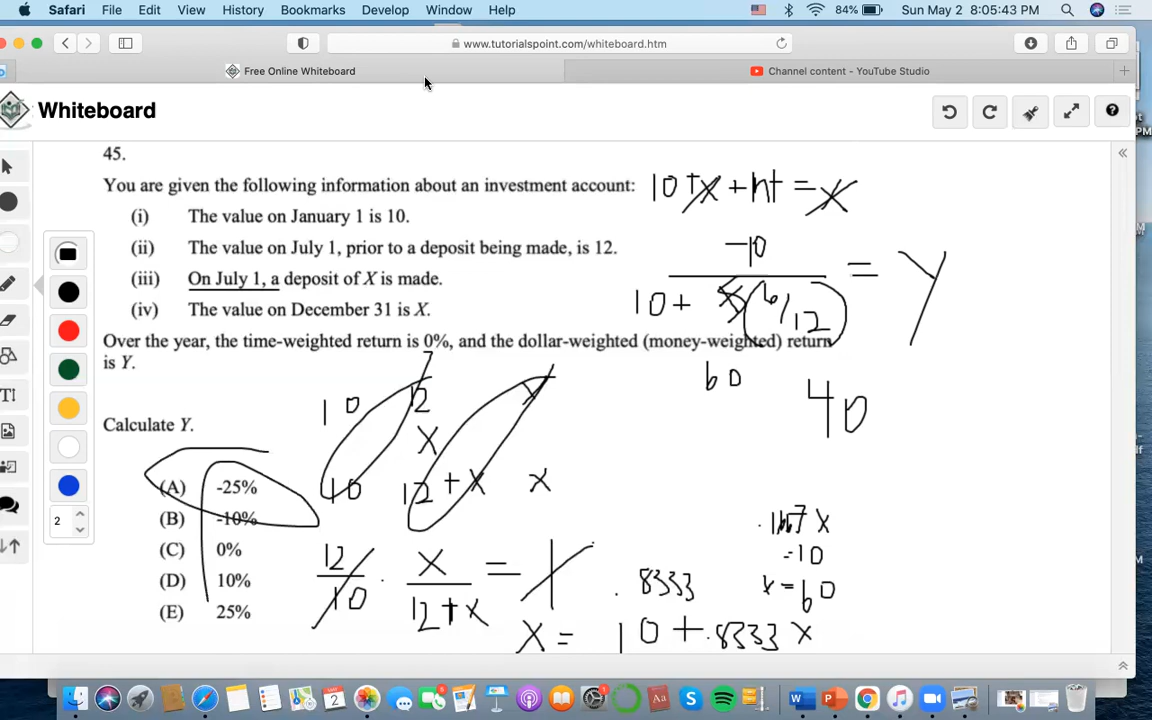 Safari File Edit View History Bookmarks Develop Window Help 84% Sun May 2 8:05:43 PM
www.tutorialspoint.com/whiteboard.htm
Free Online Whiteboard
Channel content - YouTube Studio
Whiteboard
45.
You are given the following information about an investment account:
10 + X + Int = X
(i) The value on January 1 is 10.
(ii) The value on July 1, prior to a deposit being made, is 12.
(iii) On July 1, a deposit of X is made.
(iv) The value on December 31 is X.
-10
= Y
10 + X (6/12)
Over the year, the time-weighted return is 0%, and the dollar-weighted (money-weighted) return
is Y.
60
40
Calculate Y.
10 12 X
X
10 12 + X X
(A) -25%
(B) -10%
(C) 0%
(D) 10%
(E) 25%
12/10 · X/12+X = 1
.1667 X
-10
X = 60
.8333
X = 10 + .8333 X
2